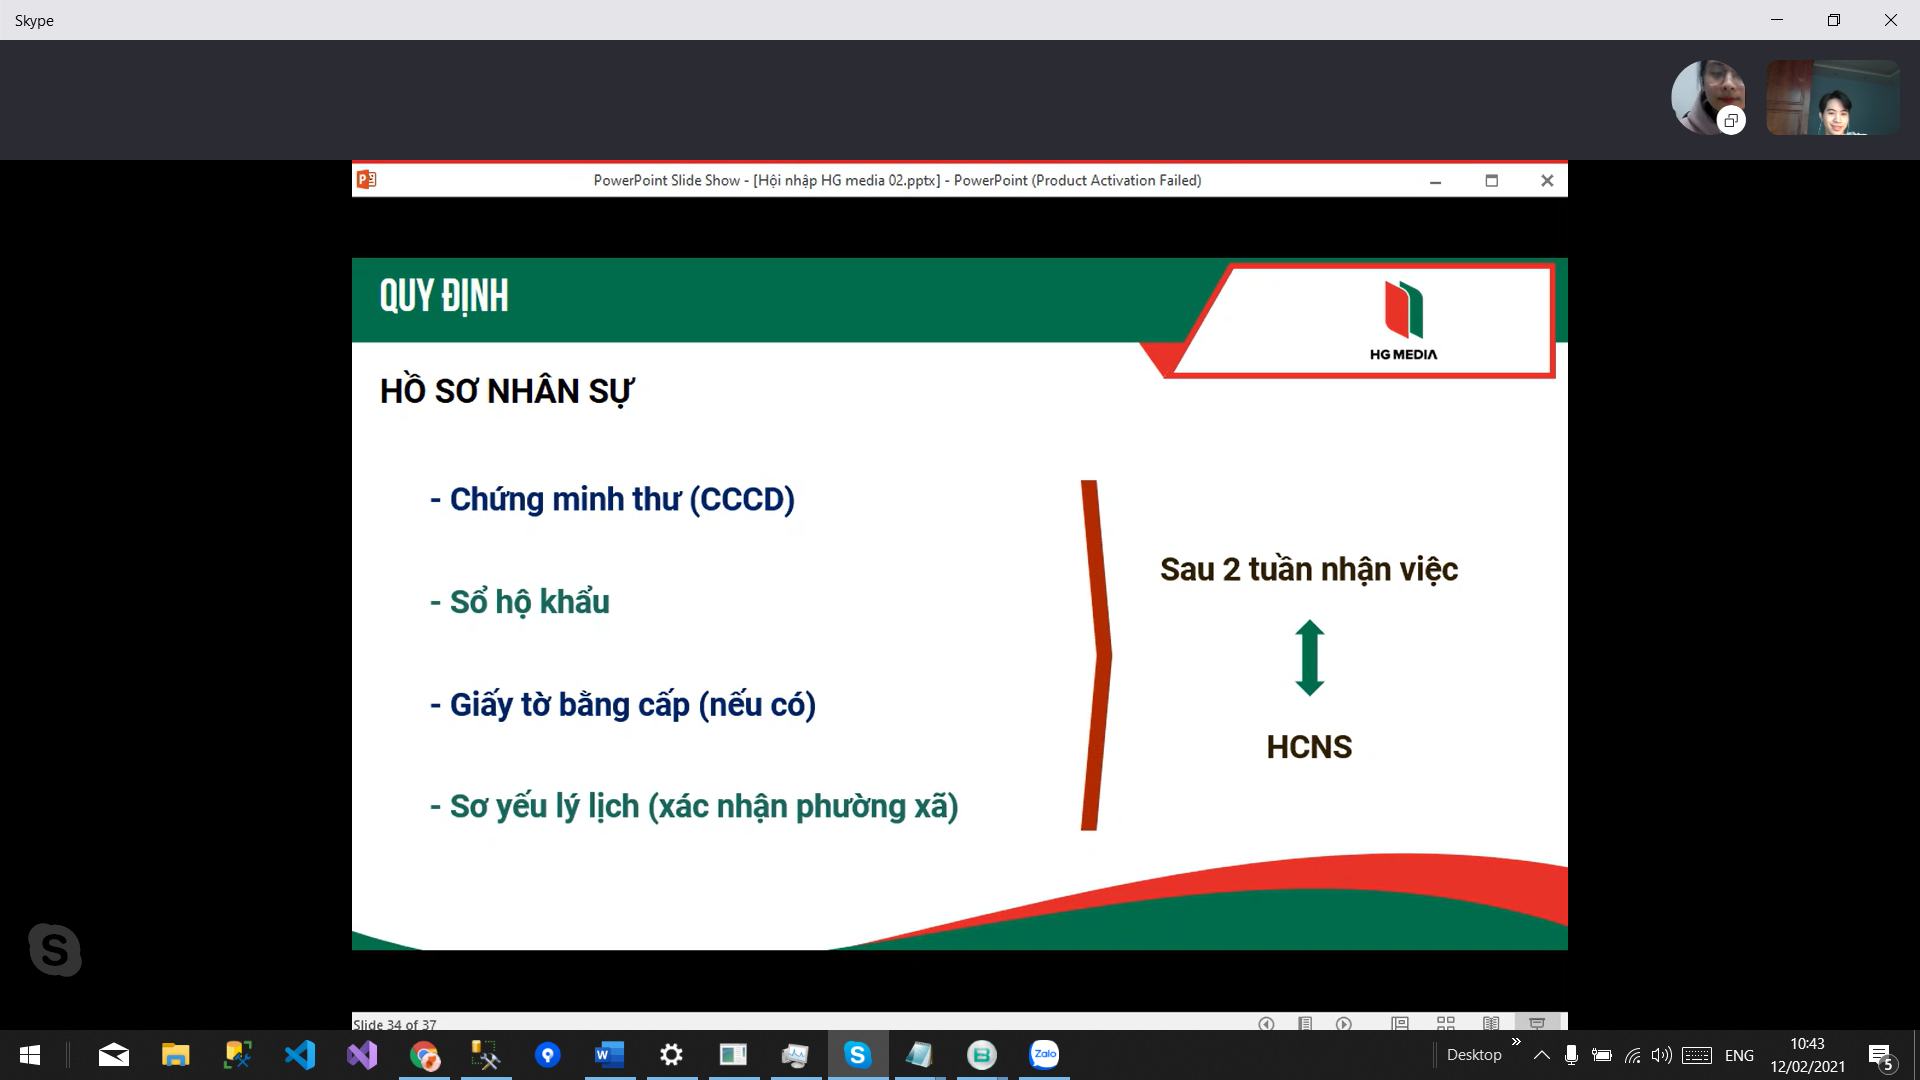 Skype
PowerPoint Slide Show - [Hội nhập HG media 02.pptx] - PowerPoint (Product Activation Failed)
QUY ĐỊNH
HG MEDIA
HỒ SƠ NHÂN SỰ
- Chứng minh thư (CCCD)
- Sổ hộ khẩu
- Giấy tờ bằng cấp (nếu có)
- Sơ yếu lý lịch (xác nhận phường xã)
Sau 2 tuần nhận việc
HCNS
Slide 34 of 37
Zalo
Desktop
ENG
10:43
12/02/2021
5